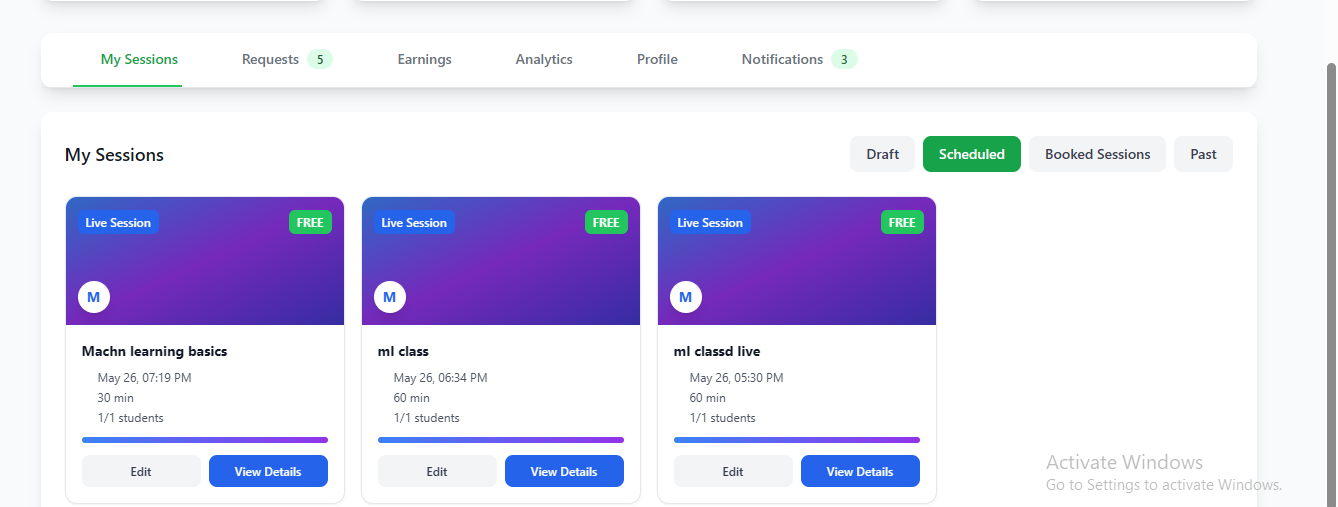 My Sessions Requests 5 Earnings Analytics Profile Notifications 3
My Sessions Draft Scheduled Booked Sessions Past
Live Session FREE Live Session FREE Live Session FREE
M M M
Machn learning basics ml class ml classd live
May 26, 07:19 PM May 26, 06:34 PM May 26, 05:30 PM
30 min 60 min 60 min
1/1 students 1/1 students 1/1 students
Edit View Details Edit View Details Edit View Details
Activate Windows
Go to Settings to activate Windows.